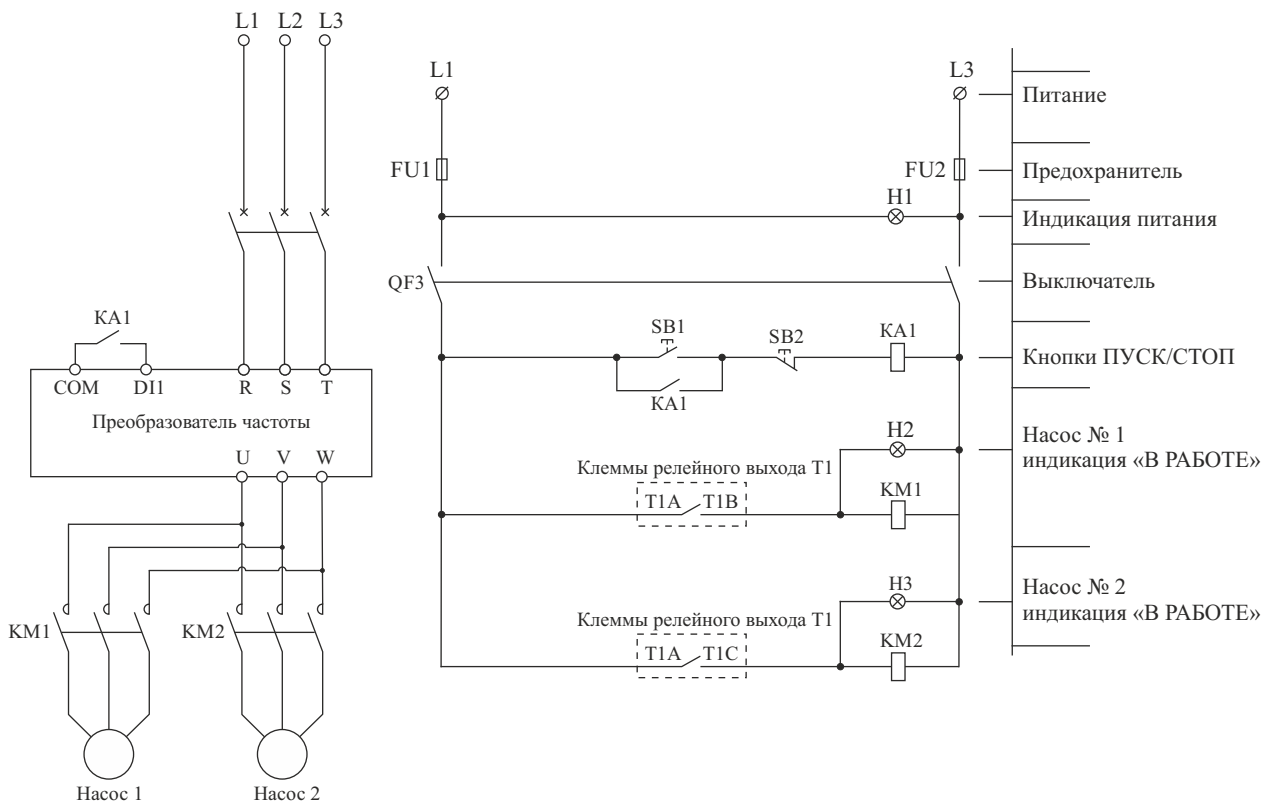 L1 L2 L3
KA1
COM DI1 R S T
Преобразователь частоты
U V W
KM1 KM2
Насос 1 Насос 2
L1 L3
FU1 FU2
H1
QF3
SB1 SB2 KA1
KA1
H2
Клеммы релейного выхода T1
T1A T1B KM1
H3
Клеммы релейного выхода T1
T1A T1C KM2
Питание
Предохранитель
Индикация питания
Выключатель
Кнопки ПУСК/СТОП
Насос № 1
индикация «В РАБОТЕ»
Насос № 2
индикация «В РАБОТЕ»